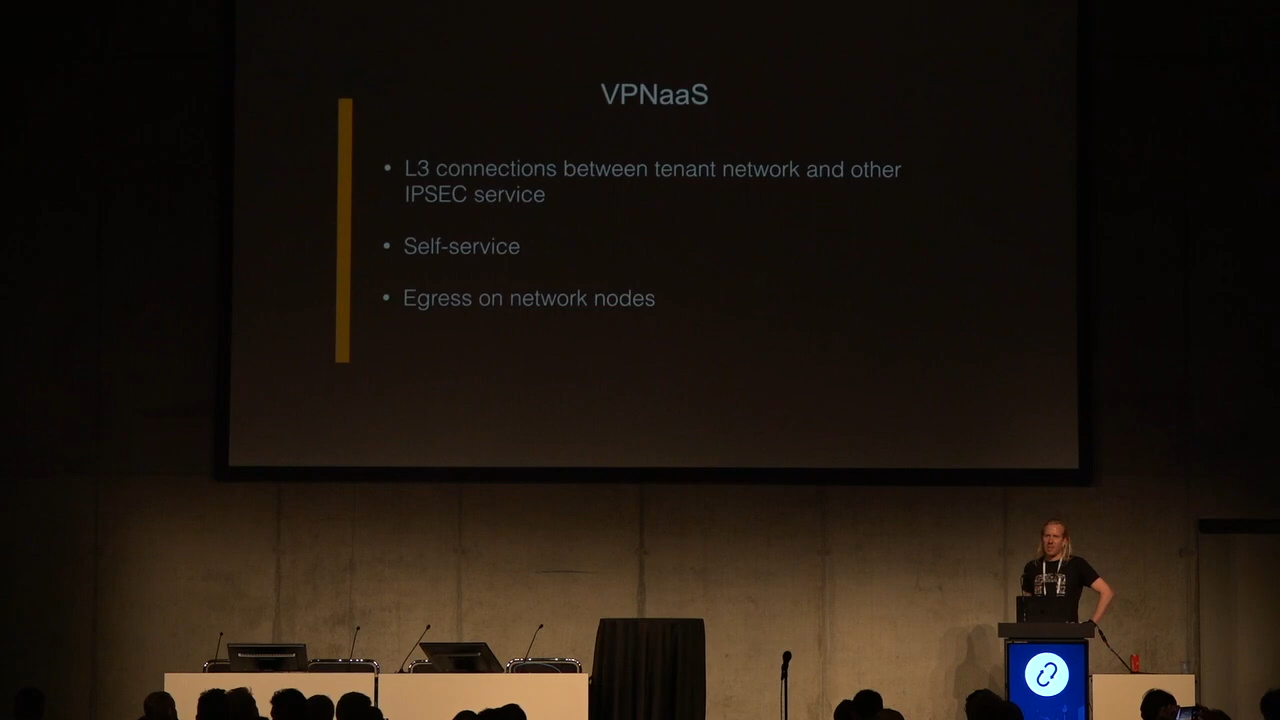 VPNaaS
• L3 connections between tenant network and other
IPSEC service
• Self-service
• Egress on network nodes